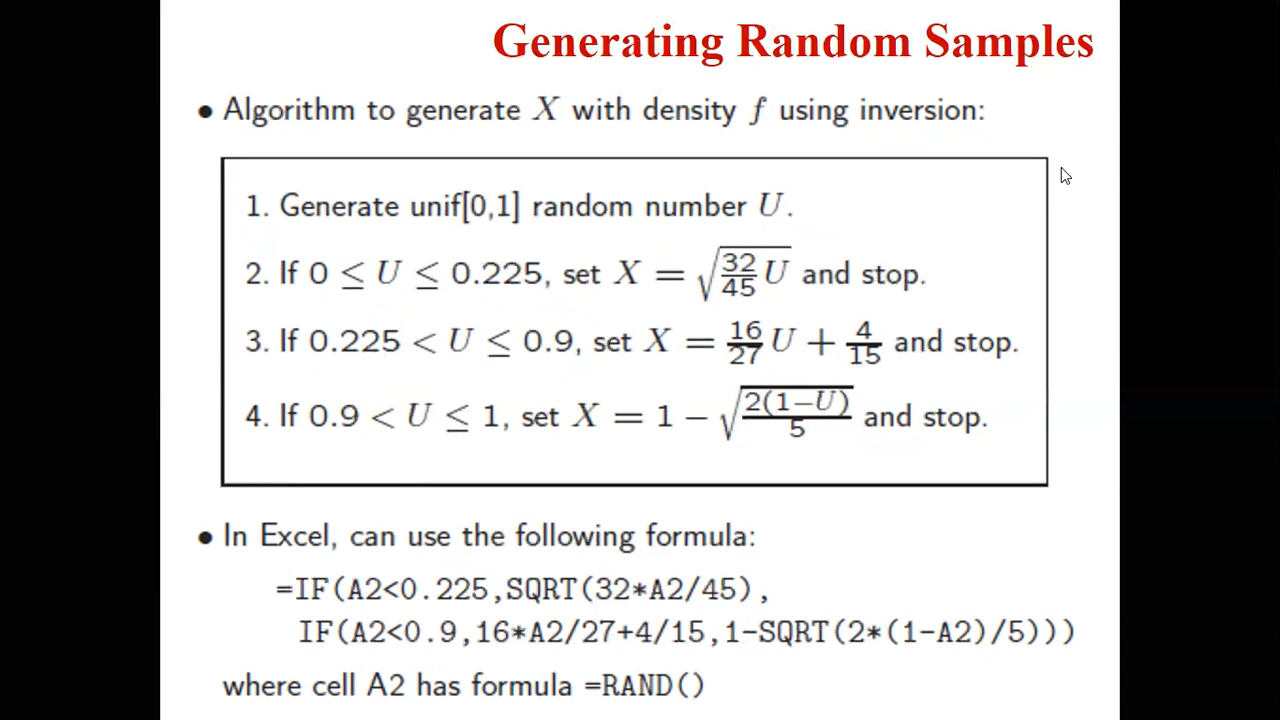 Generating Random Samples
• Algorithm to generate X with density f using inversion:
1. Generate unif[0,1] random number U.
2. If 0 ≤ U ≤ 0.225, set X = √(32/45 U) and stop.
3. If 0.225 < U ≤ 0.9, set X = 16/27 U + 4/15 and stop.
4. If 0.9 < U ≤ 1, set X = 1 − √(2(1−U)/5) and stop.
• In Excel, can use the following formula:
=IF(A2<0.225,SQRT(32*A2/45),
IF(A2<0.9,16*A2/27+4/15,1-SQRT(2*(1-A2)/5)))
where cell A2 has formula =RAND()